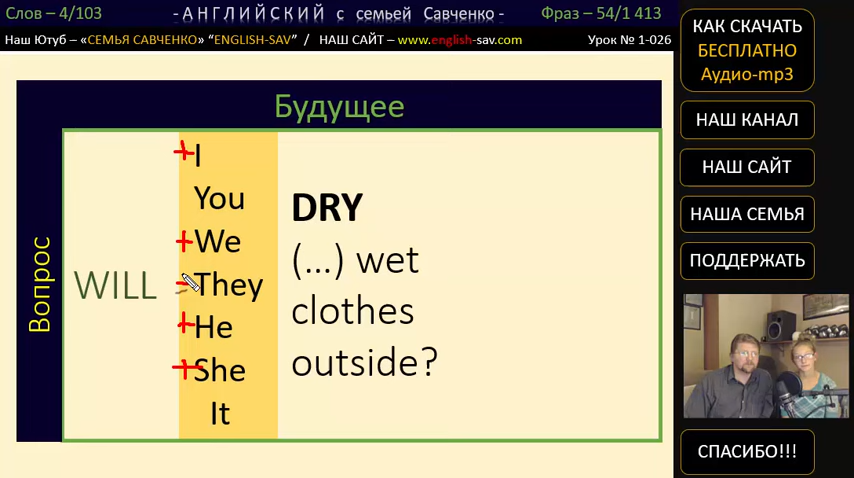 Слов – 4/103
- АНГЛИЙСКИЙ с семьей Савченко -
Фраз – 54/1 413
Наш Ютуб – «СЕМЬЯ САВЧЕНКО» “ENGLISH-SAV” / НАШ САЙТ – www.english-sav.com
Урок № 1-026
Будущее
Вопрос
WILL
I
You
We
They
He
She
It
DRY
(...) wet
clothes
outside?
КАК СКАЧАТЬ
БЕСПЛАТНО
Аудио-mp3
НАШ КАНАЛ
НАШ САЙТ
НАША СЕМЬЯ
ПОДДЕРЖАТЬ
СПАСИБО!!!